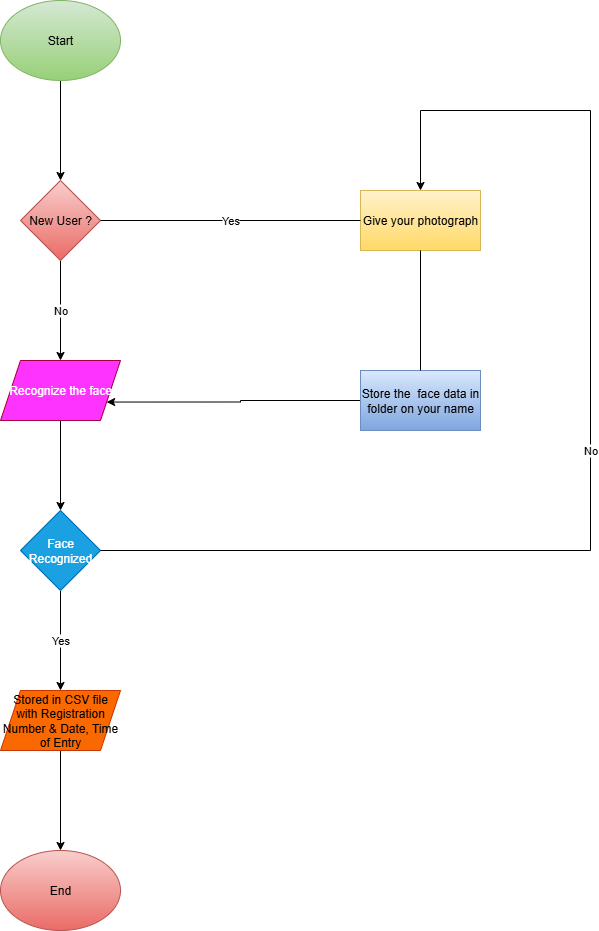 Start
New User ?
Yes
Give your photograph
No
Recognize the face
Store the  face data in
folder on your name
No
Face
Recognized
Yes
Stored in CSV file
with Registration
Number & Date, Time
of Entry
End